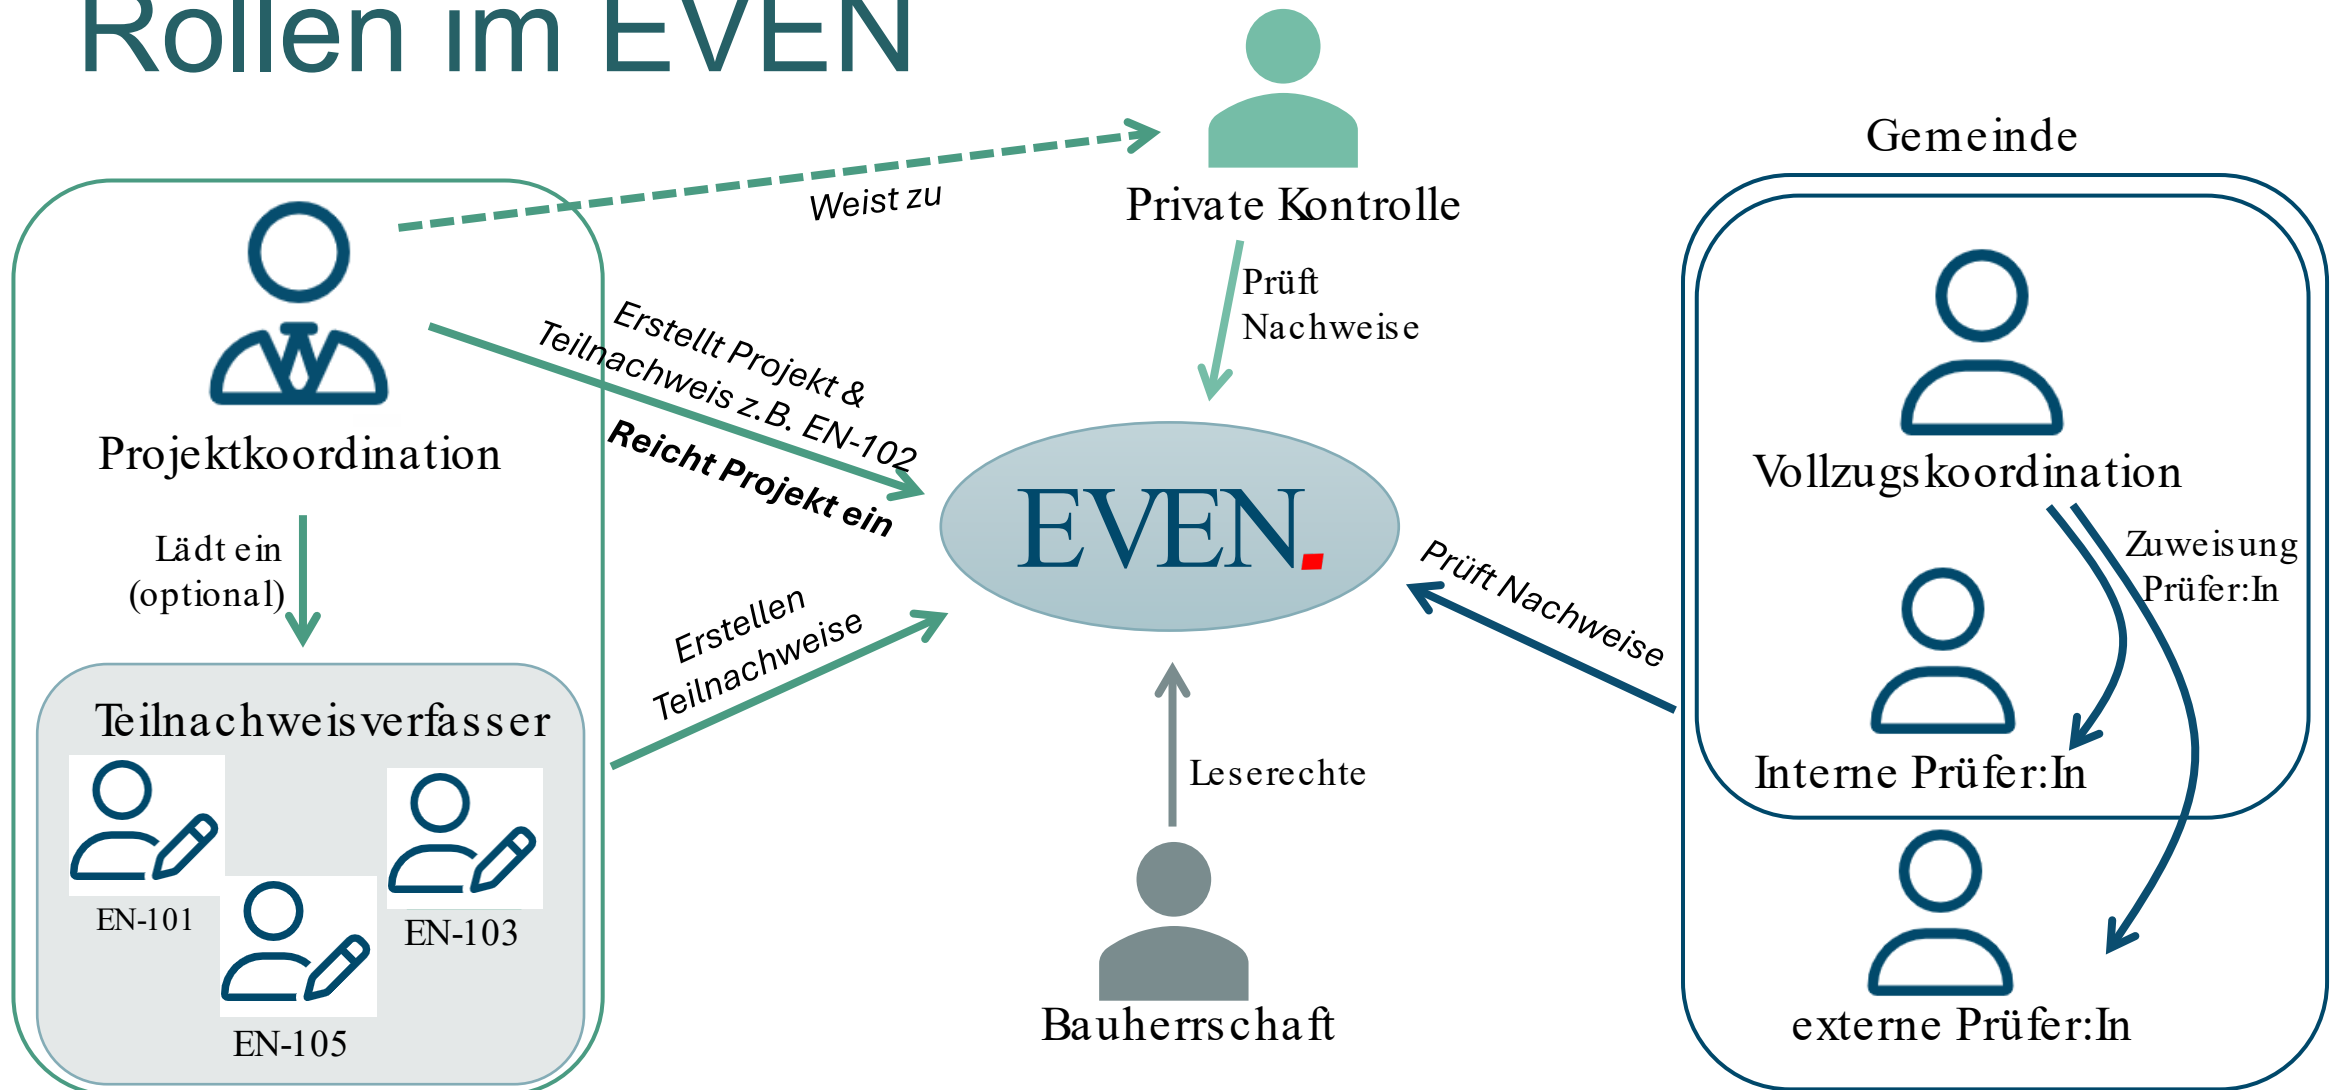 Rollen im EVEN
Gemeinde
Weist zu
Private Kontrolle
Prüft
Nachweise
Erstellt Projekt &
Teilnachweis z.B. EN-102
Reicht Projekt ein
Projektkoordination
Lädt ein
(optional)
EVEN.
Vollzugskoordination
Zuweisung
Prüfer:In
Prüft Nachweise
Erstellen
Teilnachweise
Teilnachweisverfasser
EN-101
EN-103
EN-105
Leserechte
Bauherrschaft
Interne Prüfer:In
externe Prüfer:In